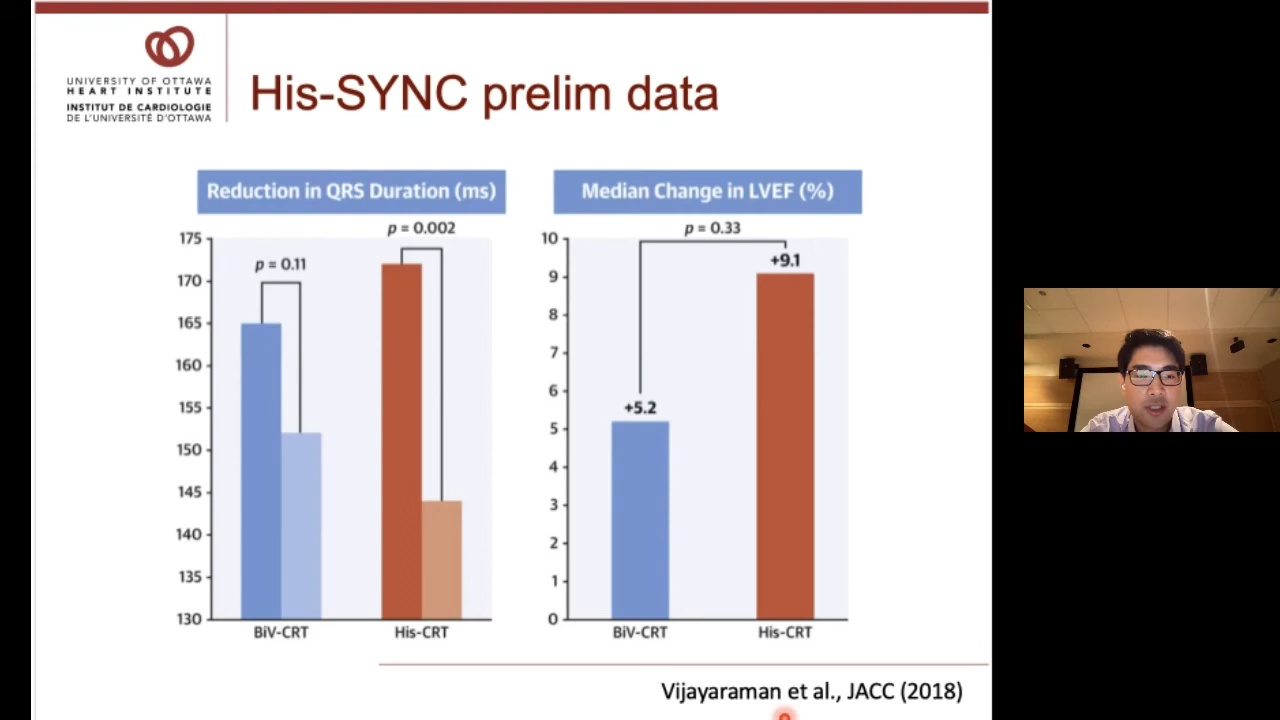 UNIVERSITY OF OTTAWA
HEART INSTITUTE
INSTITUT DE CARDIOLOGIE
DE L'UNIVERSITÉ D'OTTAWA
His-SYNC prelim data
Reduction in QRS Duration (ms)
p = 0.11
p = 0.002
175
170
165
160
155
150
145
140
135
130
BiV-CRT
His-CRT
Median Change in LVEF (%)
p = 0.33
+5.2
+9.1
10
9
8
7
6
5
4
3
2
1
0
BiV-CRT
His-CRT
Vijayaraman et al., JACC (2018)